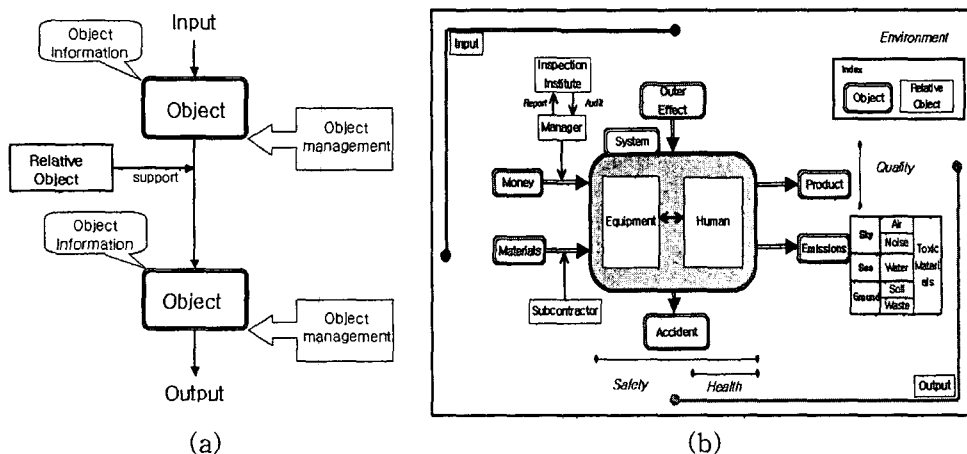 Input
Object
Information
Object
Object
management
Relative
Object
support
Object
Information
Object
Object
management
Output
(a)
Input
Environment
Inspection
Institute
Report
Audit
Manager
Outer
Effect
Index
Object
Relative
Object
System
Money
Equipment
Human
Product
Quality
Materials
Emissions
Sky
Air
Noise
Sea
Water
Ground
Soil
Waste
Toxic
Materi
als
Subcontractor
Accident
Safety
Health
Output
(b)